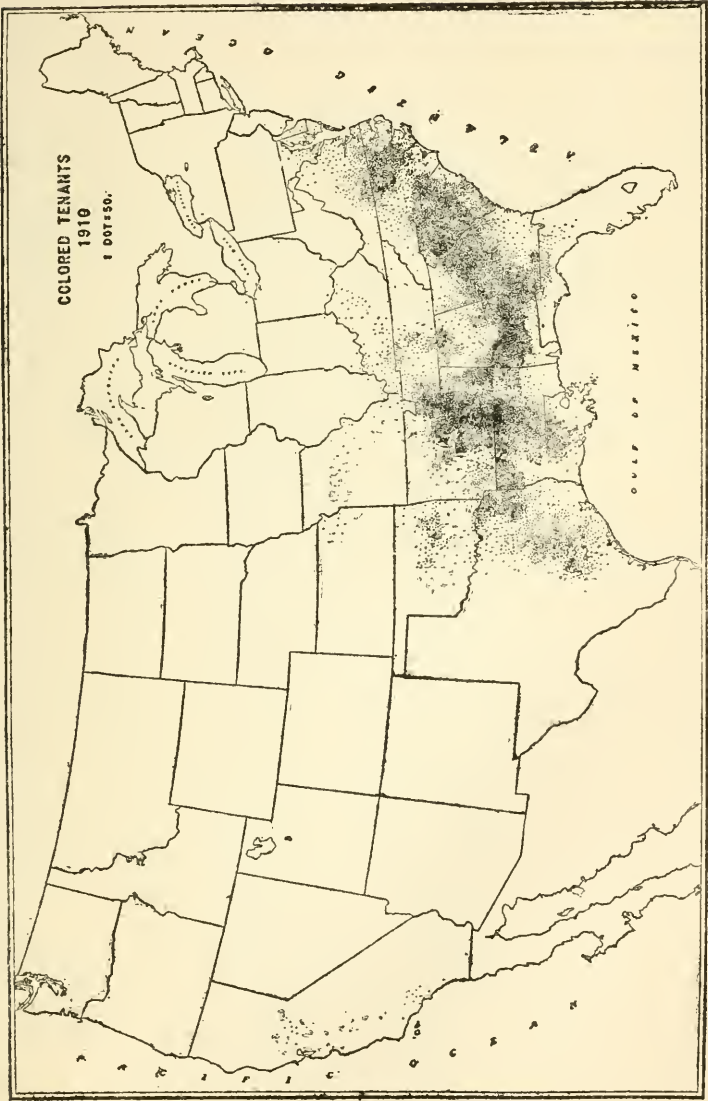 COLORED TENANTS
1910
1 DOT=50.
ATLANTIC OCEAN
GULF OF MEXICO
PACIFIC OCEAN